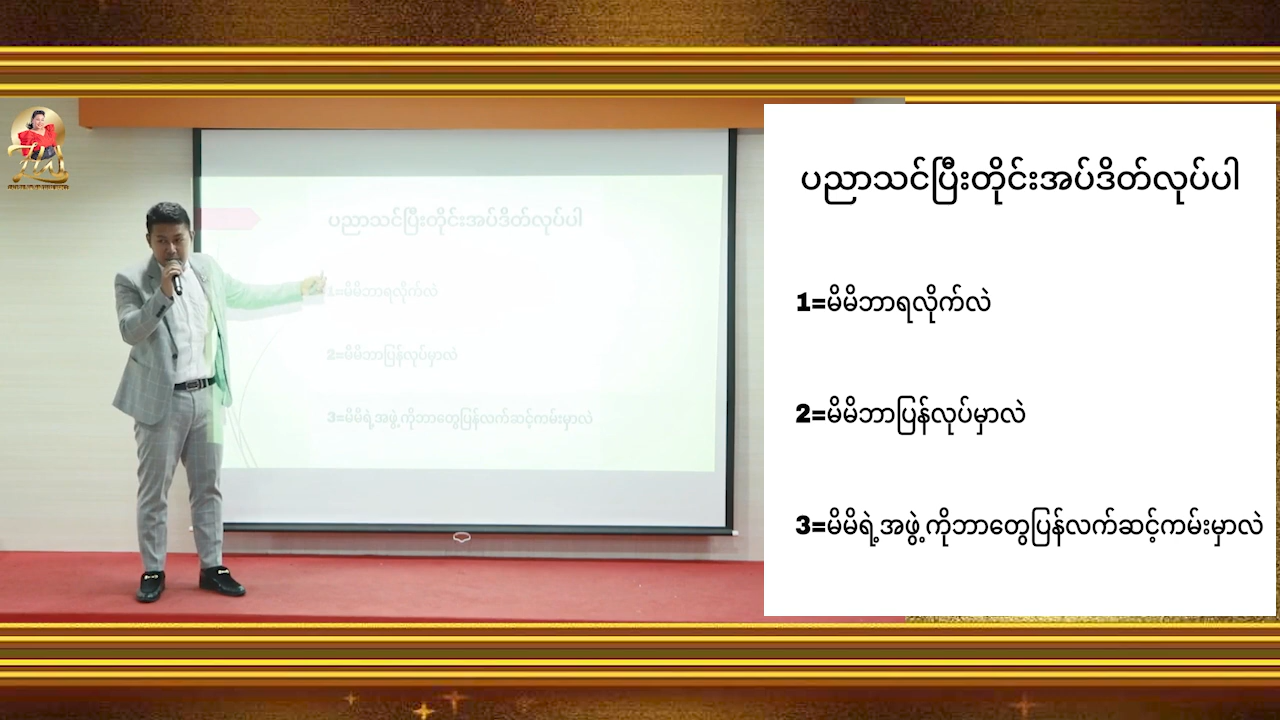 ပညာသင်ပြီးတိုင်းအပ်ဒိတ်လုပ်ပါ
1=မိမိဘာရလိုက်လဲ
2=မိမိဘာပြန်လုပ်မှာလဲ
3=မိမိရဲ့အဖွဲ့ကိုဘာတွေပြန်လက်ဆင့်ကမ်းမှာလဲ
ပညာသင်ပြီးတိုင်းအပ်ဒိတ်လုပ်ပါ
1=မိမိဘာရလိုက်လဲ
2=မိမိဘာပြန်လုပ်မှာလဲ
3=မိမိရဲ့အဖွဲ့ကိုဘာတွေပြန်လက်ဆင့်ကမ်းမှာလဲ